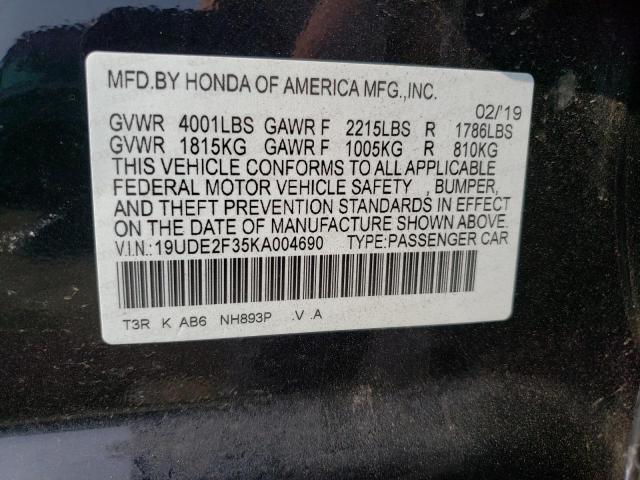 MFD.BY HONDA OF AMERICA MFG.,INC.
02/'19
GVWR 4001LBS GAWR F 2215LBS R 1786LBS
GVWR 1815KG GAWR F 1005KG R 810KG
THIS VEHICLE CONFORMS TO ALL APPLICABLE
FEDERAL MOTOR VEHICLE SAFETY , BUMPER,
AND THEFT PREVENTION STANDARDS IN EFFECT
ON THE DATE OF MANUFACTURE SHOWN ABOVE.
V.I.N.:19UDE2F35KA004690 TYPE:PASSENGER CAR
T3R K AB6 NH893P .V .A